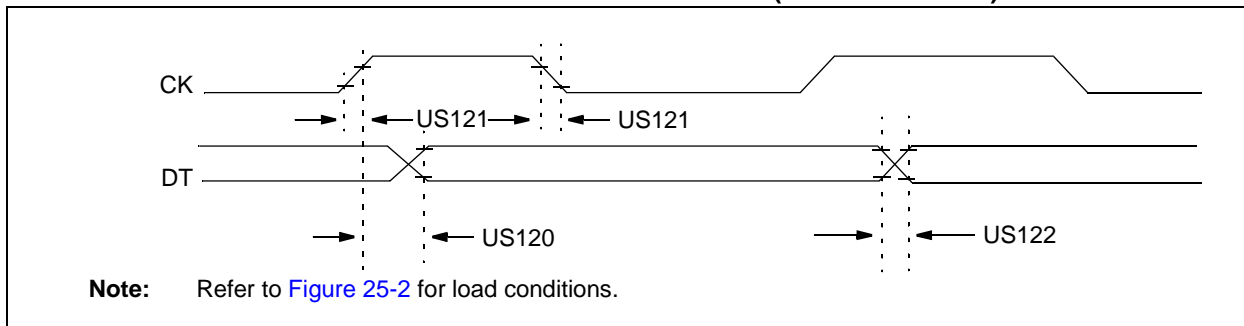 CK
US121 US121
DT
US120 US122
Note: Refer to Figure 25-2 for load conditions.